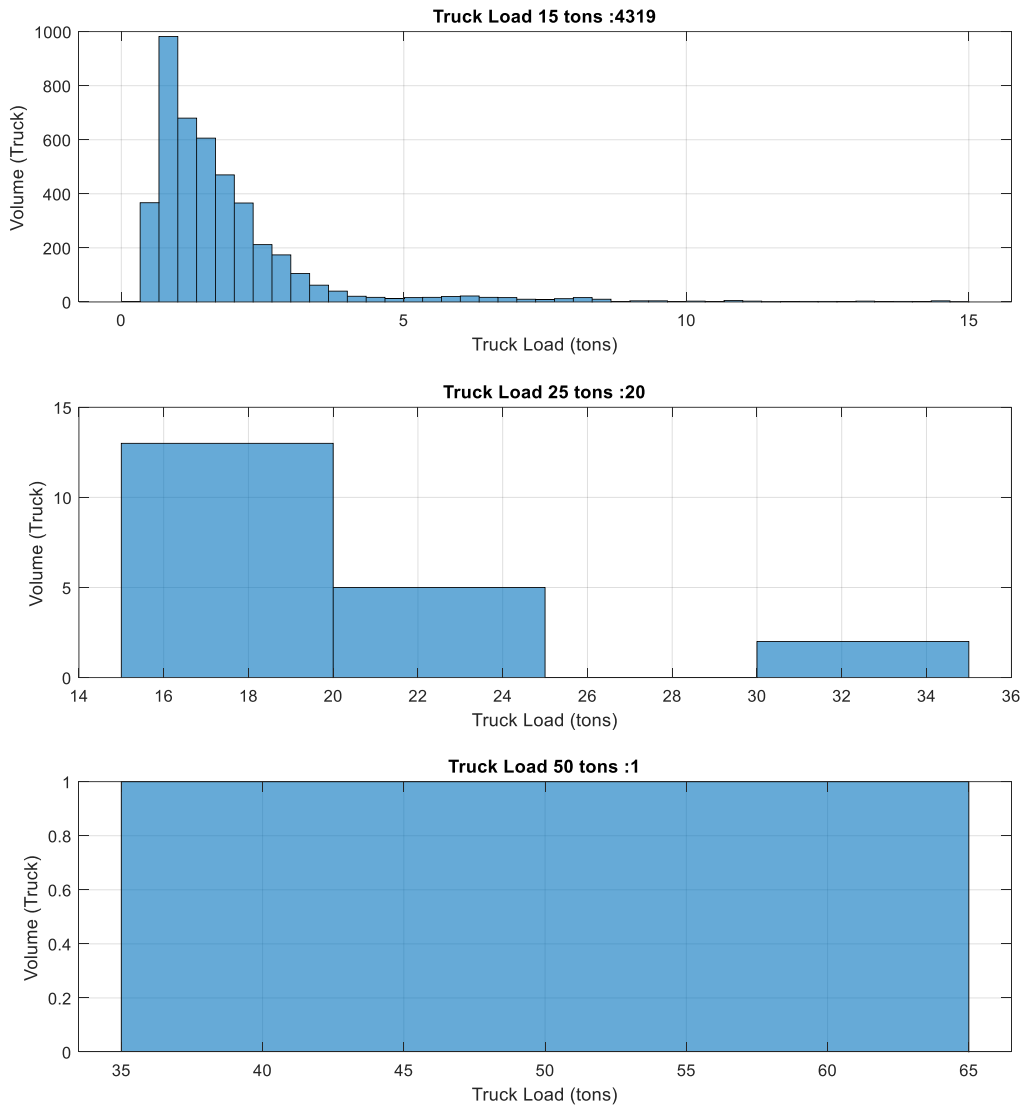 Truck Load 15 tons :4319
1000
800
600
400
200
0
Volume (Truck)
0 5 10 15
Truck Load (tons)
Truck Load 25 tons :20
15
10
5
0
Volume (Truck)
14 16 18 20 22 24 26 28 30 32 34 36
Truck Load (tons)
Truck Load 50 tons :1
1
0.8
0.6
0.4
0.2
0
Volume (Truck)
35 40 45 50 55 60 65
Truck Load (tons)